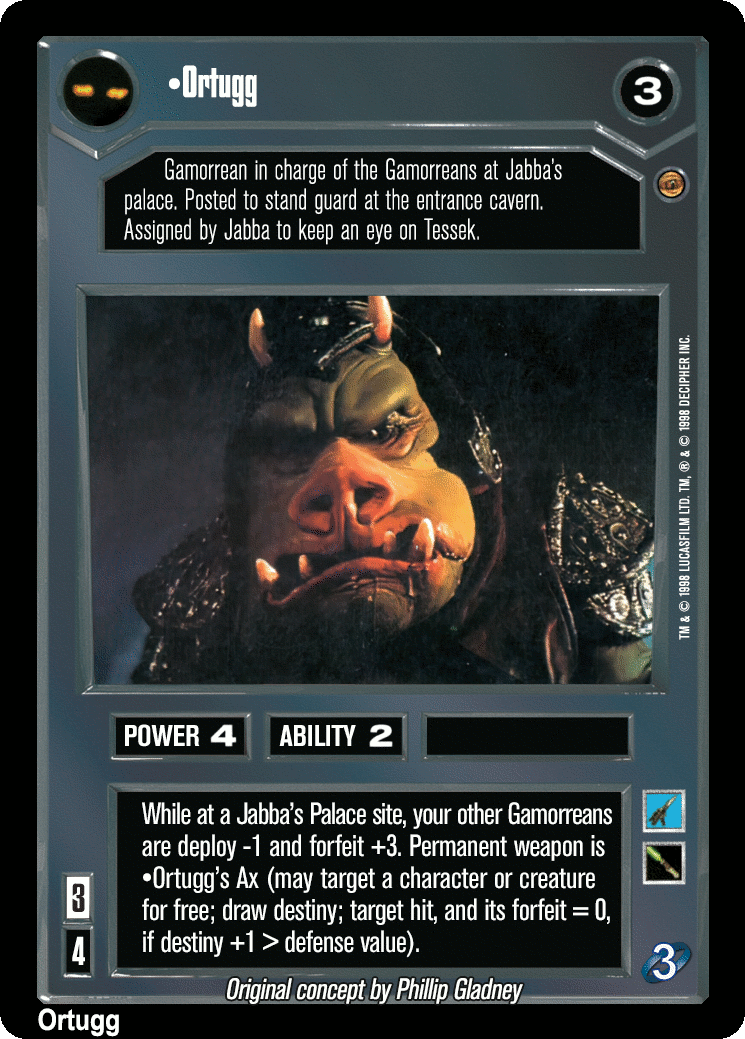 •Ortugg
3
Gamorrean in charge of the Gamorreans at Jabba's
palace. Posted to stand guard at the entrance cavern.
Assigned by Jabba to keep an eye on Tessek.
TM & © 1998 LUCASFILM LTD. TM, ® & © 1998 DECIPHER INC.
POWER 4
ABILITY 2
While at a Jabba's Palace site, your other Gamorreans
are deploy -1 and forfeit +3. Permanent weapon is
•Ortugg's Ax (may target a character or creature
for free; draw destiny; target hit, and its forfeit = 0,
if destiny +1 > defense value).
3
4
3
Original concept by Phillip Gladney
Ortugg